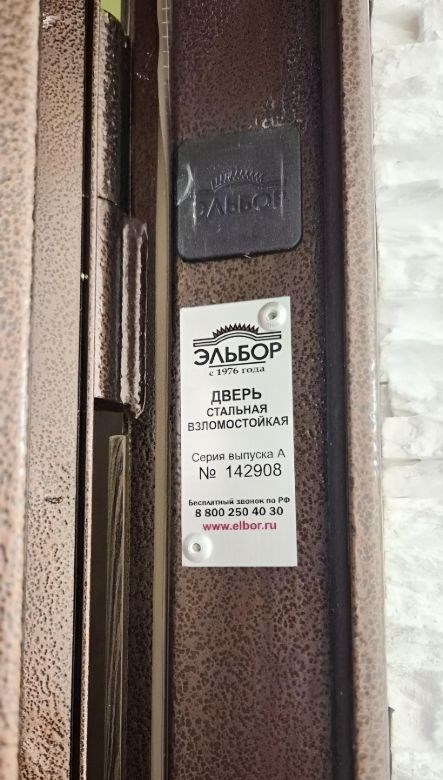 ЭЛЬБОР
ЭЛЬБОР
с 1976 года
ДВЕРЬ
СТАЛЬНАЯ
ВЗЛОМОСТОЙКАЯ
Серия выпуска А
№ 142908
Бесплатный звонок по РФ
8 800 250 40 30
www.elbor.ru